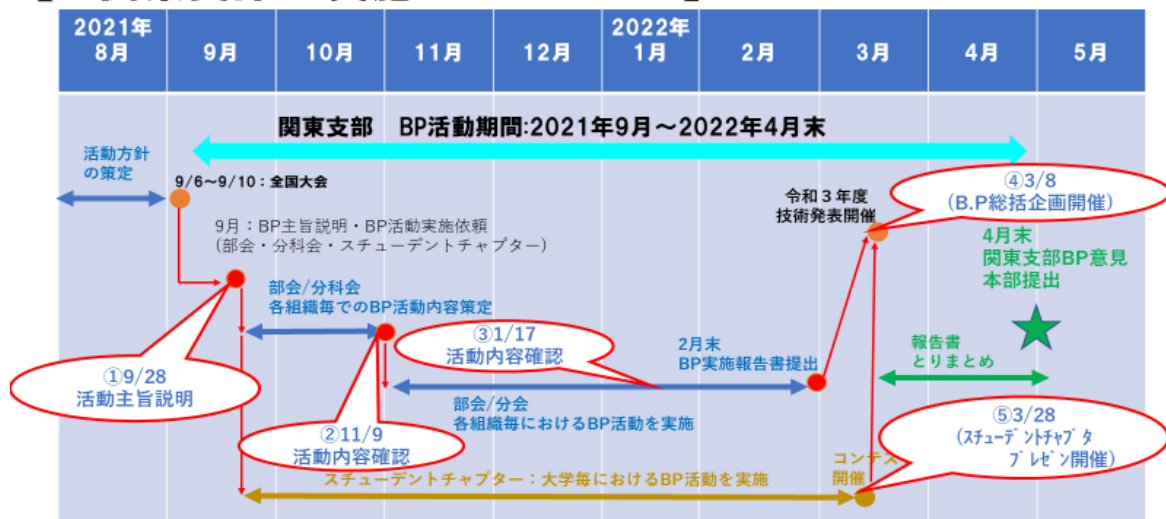 2021年
8月
9月
10月
11月
12月
2022年
1月
2月
3月
4月
5月
関東支部 BP活動期間:2021年9月～2022年4月末
活動方針
の策定
9/6～9/10：全国大会
9月：BP主旨説明・BP活動実施依頼
(部会・分科会・スチューデントチャプター)
令和３年度
技術発表開催
④3/8
(B.P総括企画開催)
4月末
関東支部BP意見
本部提出
部会/分科会
各組織毎でのBP活動内容策定
③1/17
活動内容確認
2月末
BP実施報告書提出
報告書
とりまとめ
①9/28
活動主旨説明
部会/分会
各組織毎におけるBP活動を実施
②11/9
活動内容確認
⑤3/28
(ｽﾁｭｰﾃﾞﾝﾄﾁｬﾌﾟﾀ
ﾌﾟﾚｾﾞﾝ開催)
コンテス
開催
スチューデントチャプター：大学毎におけるBP活動を実施